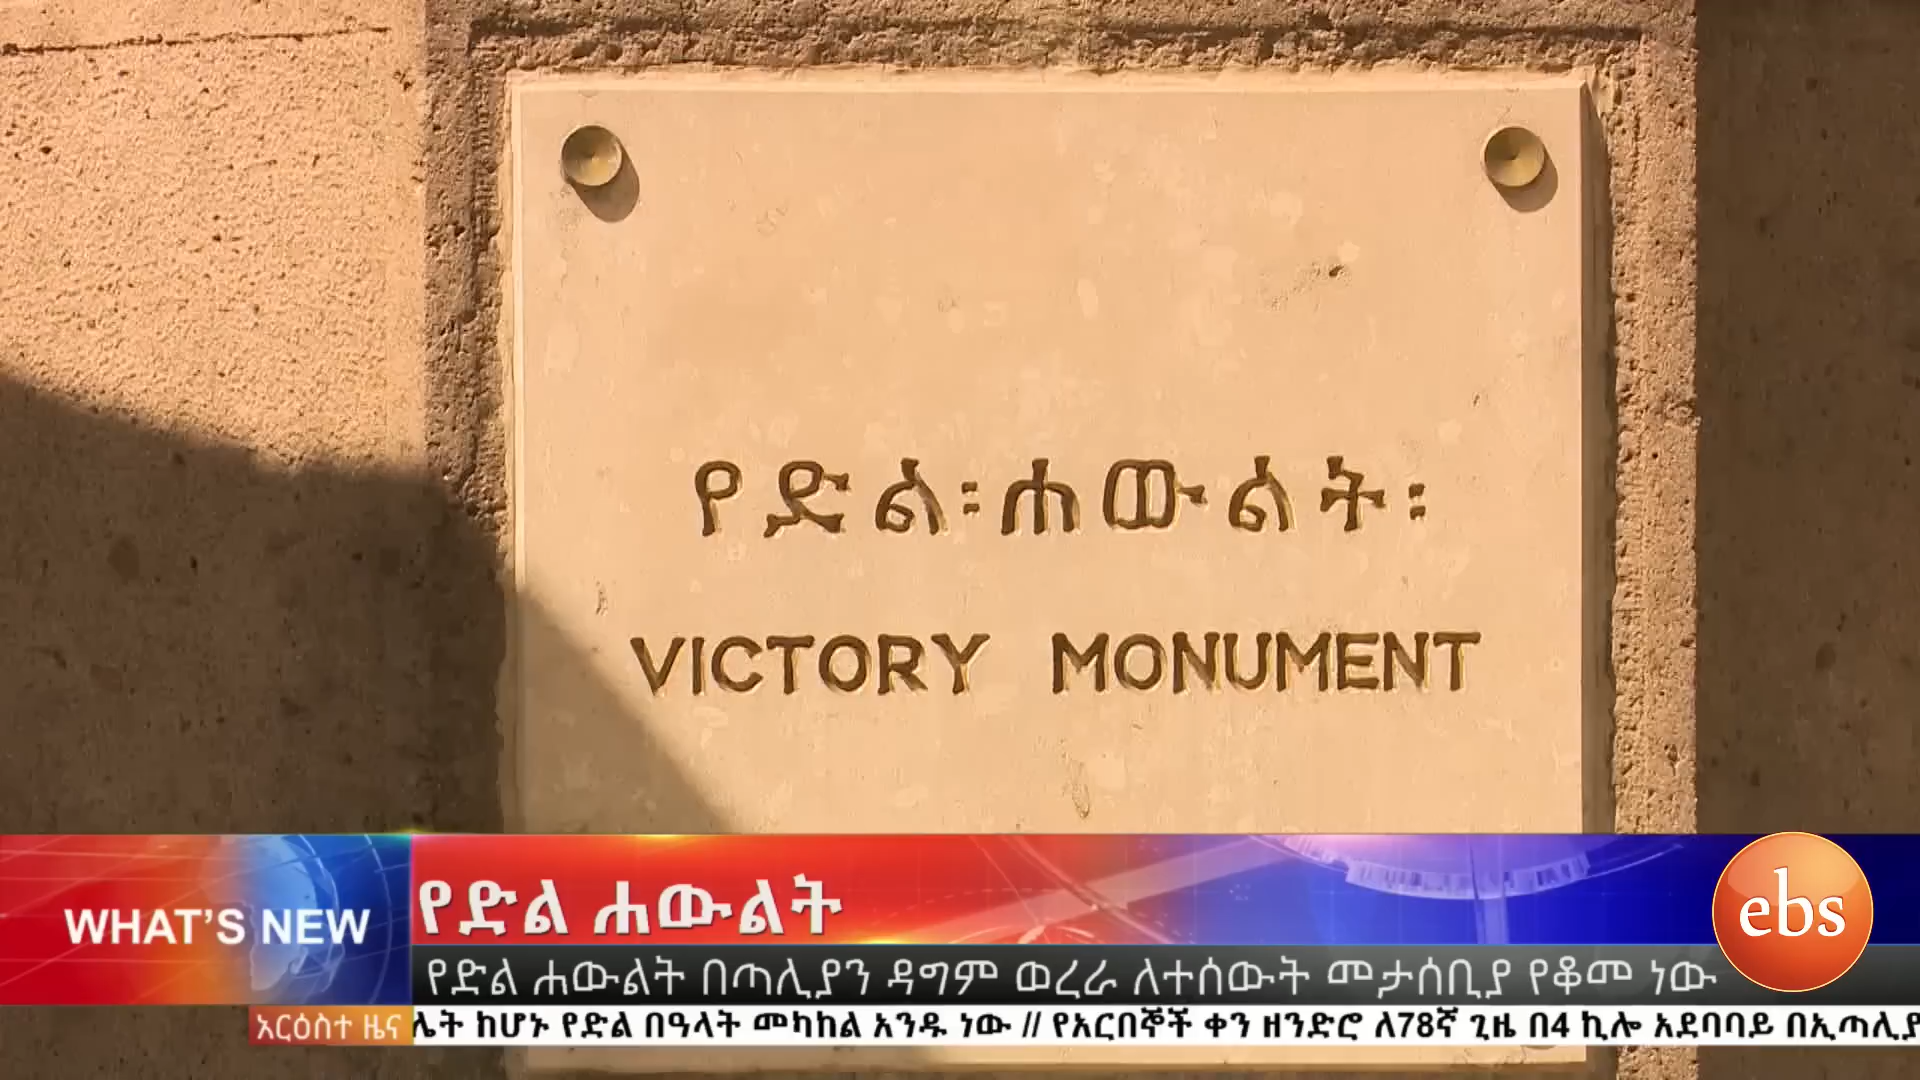 የድል፡ሐውልት፡
VICTORY MONUMENT
WHAT'S NEW
የድል ሐውልት
ebs
የድል ሐውልት በጣሊያን ዳግም ወረራ ለተሰውት መታሰቢያ የቆመ ነው
አርዕስተ ዜና
ሌት ከሆኑ የድል በዓላት መካከል አንዱ ነው // የአርበኞች ቀን ዘንድሮ ለ78ኛ ጊዜ በ4 ኪሎ አደባባይ በኢጣሊያ